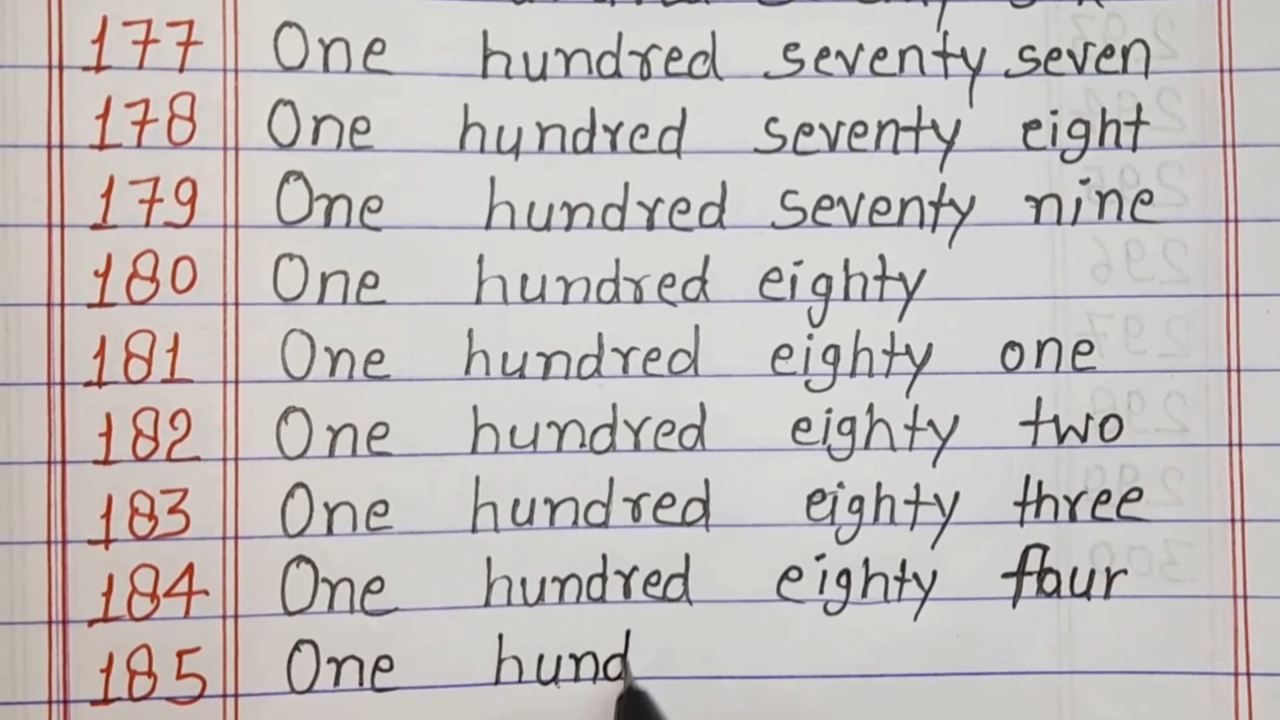 177 One hundred seventy seven
178 One hundred seventy eight
179 One hundred seventy nine
180 One hundred eighty
181 One hundred eighty one
182 One hundred eighty two
183 One hundred eighty three
184 One hundred eighty four
185 One hund